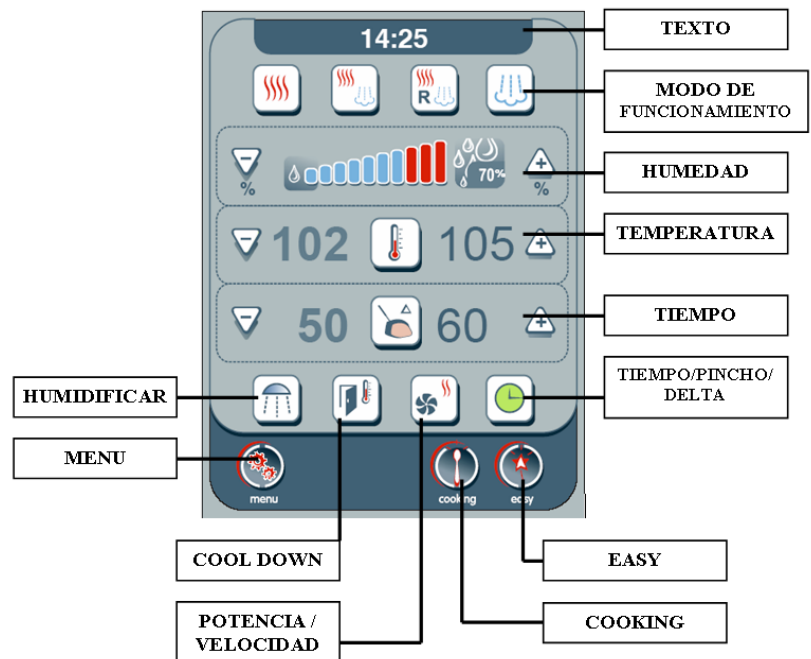 14:25
TEXTO
MODO DE
FUNCIONAMIENTO
R
70%
% %
HUMEDAD
102 105
TEMPERATURA
50 60
TIEMPO
TIEMPO/PINCHO/
DELTA
HUMIDIFICAR
MENU
menu
cooking
easy
COOL DOWN
EASY
POTENCIA /
VELOCIDAD
COOKING